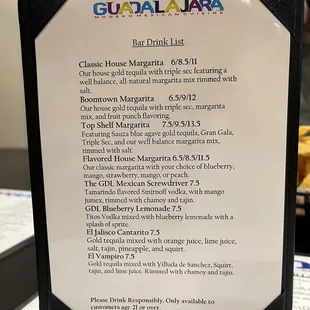 GUADALAJARA
MODERN MEXICAN CUISINE
Bar Drink List
Classic House Margarita 6/8.5/11
Our house gold tequila with triple sec featuring a
well balance, all-natural margarita mix rimmed with
salt.
Boomtown Margarita 6.5/9/12
Our house gold tequila with triple sec, margarita
mix, and fruit punch flavoring.
Top Shelf Margarita 7.5/9.5/13.5
Featuring Sauza blue agave gold tequila, Gran Gala,
Triple Sec, and our well balance margarita mix,
rimmed with salt.
Flavored House Margarita 6.5/8.5/11.5
Our classic margarita with your choice of blueberry,
mango, strawberry, mango, or peach.
The GDL Mexican Screwdriver 7.5
Tamarindo flavored Smirnoff vodka, with mango
jumex, rimmed with chamoy and tajin.
GDL Blueberry Lemonade 7.5
Titos Vodka mixed with blueberry lemonade with a
splash of sprite.
El Jalisco Cantarito 7.5
Gold tequila mixed with orange juice, lime juice,
salt, tajin, pineapple, and squirt.
El Vampiro 7.5
Gold tequila mixed with Viiluda de Sanchez, Squirt,
tajin, and lime juice. Rimmed with chamoy and tajin.
Please Drink Responsibly. Only available to
customers age 21 or over.